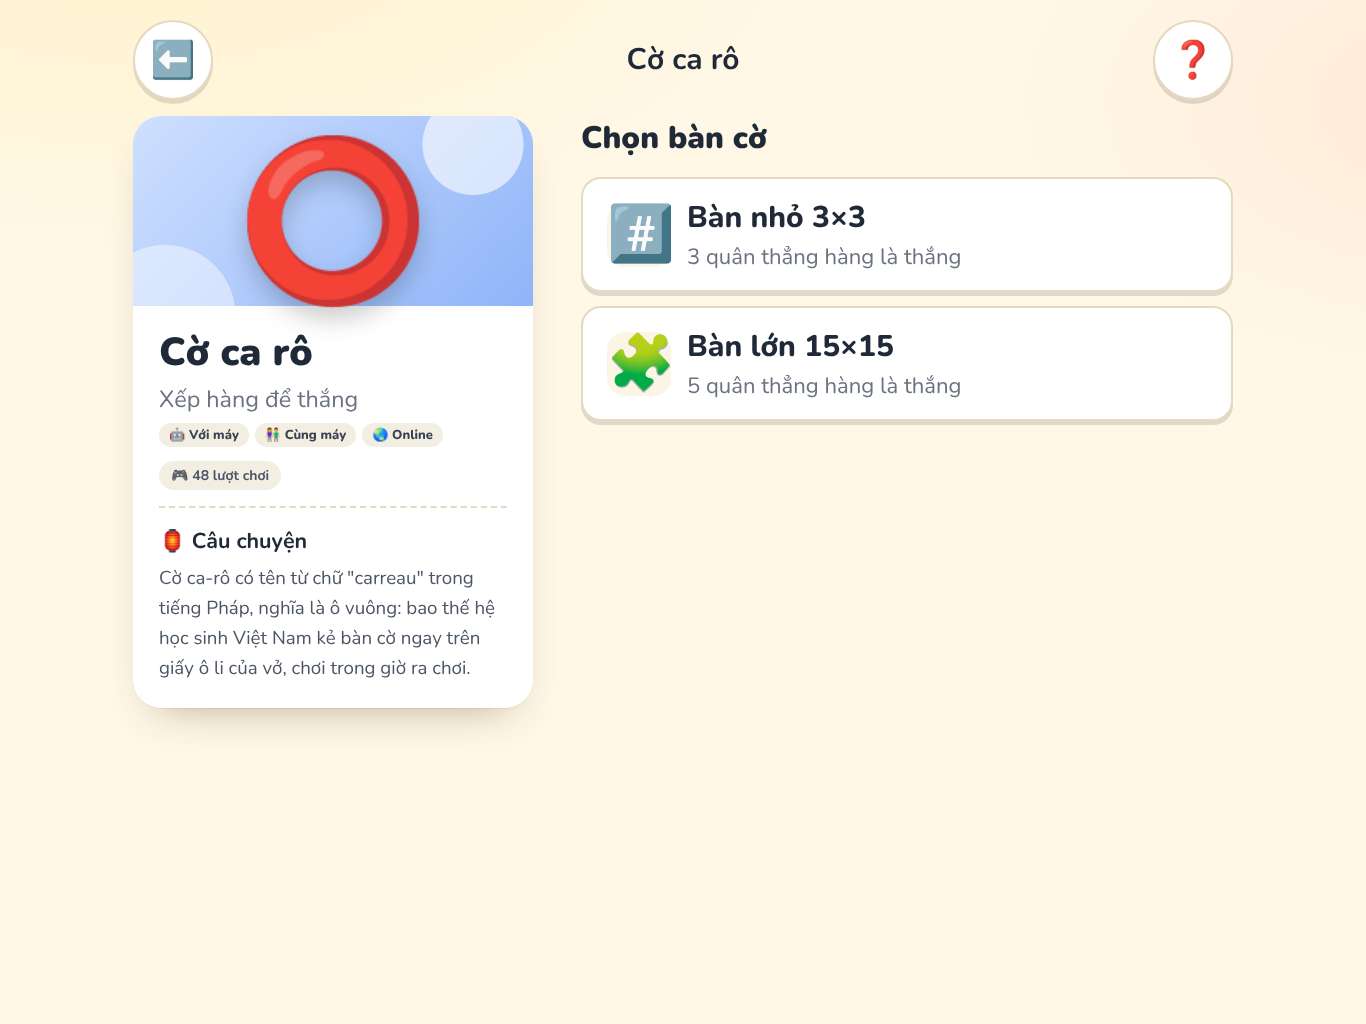 Cờ ca rô
Cờ ca rô
Xếp hàng để thắng
Với máy
Cùng máy
Online
48 lượt chơi
Câu chuyện
Cờ ca-rô có tên từ chữ "carreau" trong
tiếng Pháp, nghĩa là ô vuông: bao thế hệ
học sinh Việt Nam kẻ bàn cờ ngay trên
giấy ô li của vở, chơi trong giờ ra chơi.
Chọn bàn cờ
#
Bàn nhỏ 3×3
3 quân thẳng hàng là thắng
Bàn lớn 15×15
5 quân thẳng hàng là thắng